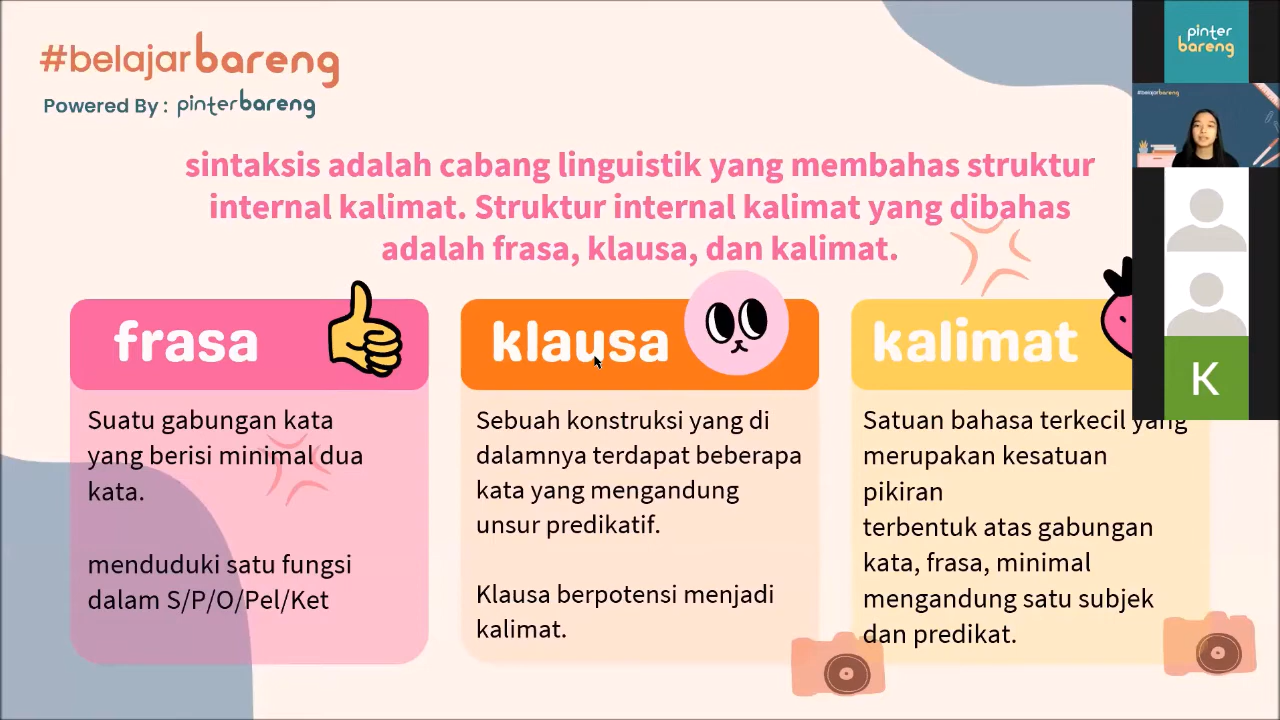 #belajarbareng
Powered By : pinterbareng
pinter
bareng
#belajarbareng
sintaksis adalah cabang linguistik yang membahas struktur
internal kalimat. Struktur internal kalimat yang dibahas
adalah frasa, klausa, dan kalimat.
frasa
Suatu gabungan kata
yang berisi minimal dua
kata.
menduduki satu fungsi
dalam S/P/O/Pel/Ket
klausa
Sebuah konstruksi yang di
dalamnya terdapat beberapa
kata yang mengandung
unsur predikatif.
Klausa berpotensi menjadi
kalimat.
kalimat
Satuan bahasa terkecil yang
merupakan kesatuan
pikiran
terbentuk atas gabungan
kata, frasa, minimal
mengandung satu subjek
dan predikat.
K